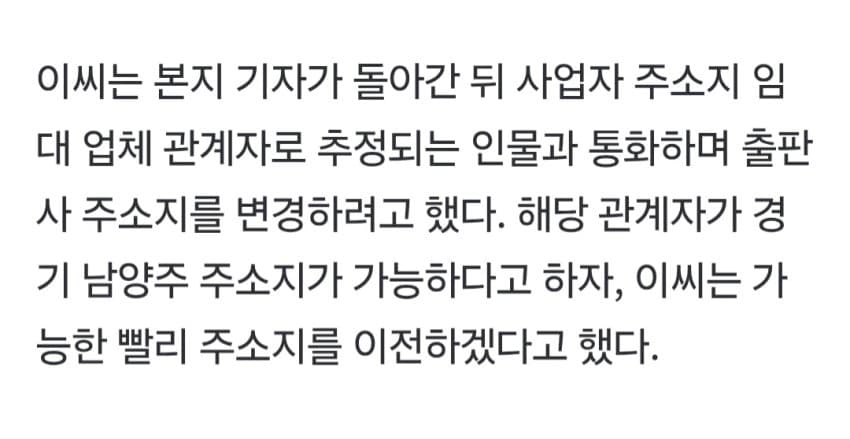 이씨는 본지 기자가 돌아간 뒤 사업자 주소지 임
대 업체 관계자로 추정되는 인물과 통화하며 출판
사 주소지를 변경하려고 했다. 해당 관계자가 경
기 남양주 주소지가 가능하다고 하자, 이씨는 가
능한 빨리 주소지를 이전하겠다고 했다.